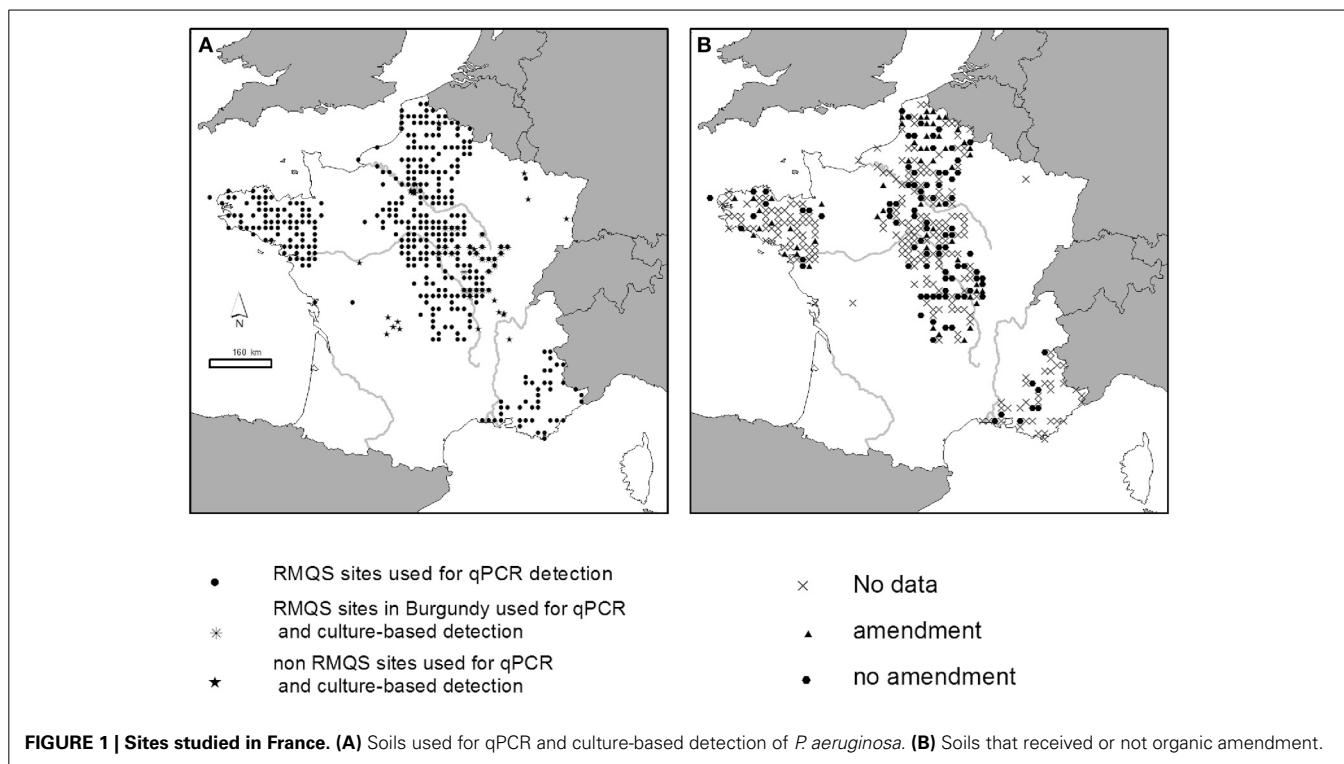 A
B
N
160 km
RMQS sites used for qPCR detection
RMQS sites in Burgundy used for qPCR
and culture-based detection
non RMQS sites used for qPCR
and culture-based detection
No data
amendment
no amendment
FIGURE 1 | Sites studied in France. (A) Soils used for qPCR and culture-based detection of P. aeruginosa. (B) Soils that received or not organic amendment.